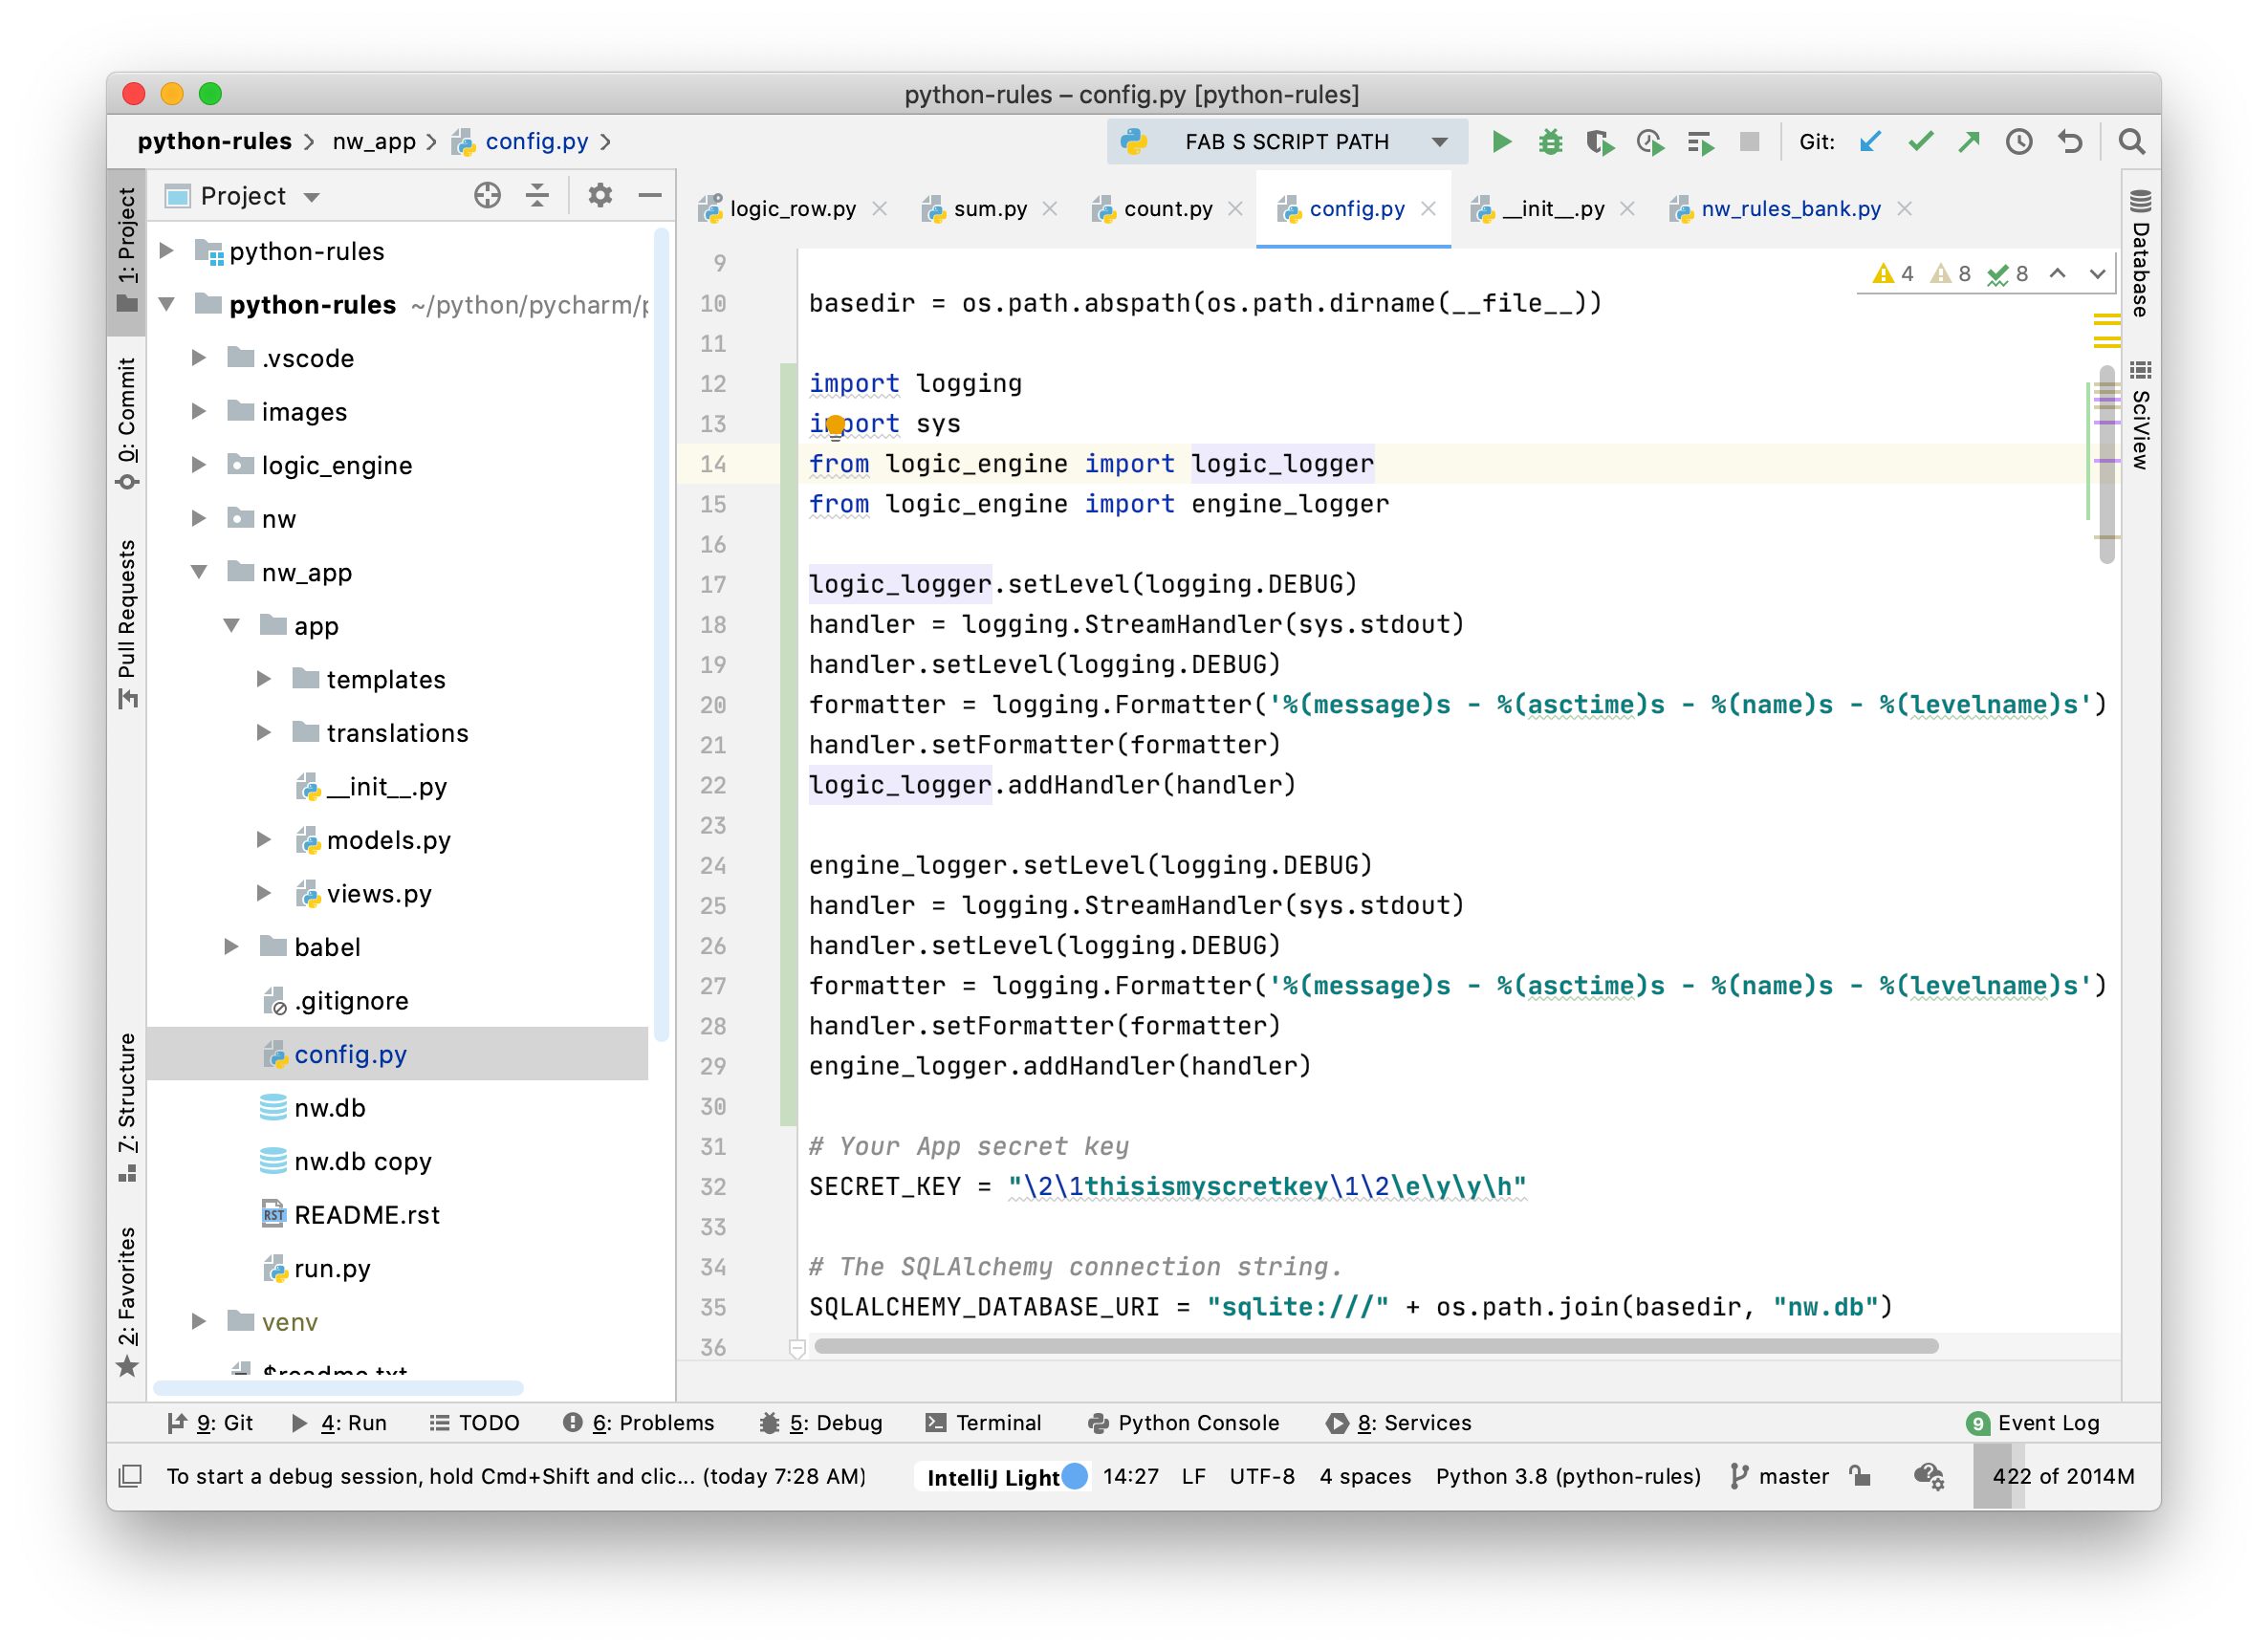 python-rules – config.py [python-rules]
python-rules nw_app config.py
FAB S SCRIPT PATH
Git:
1: Project
0: Commit
Pull Requests
7: Structure
2: Favorites
Project
python-rules
python-rules ~/python/pycharm/
.vscode
images
logic_engine
nw
nw_app
app
templates
translations
__init__.py
models.py
views.py
babel
.gitignore
config.py
nw.db
nw.db copy
README.rst
run.py
venv
$readme.txt
logic_row.py sum.py count.py config.py __init__.py nw_rules_bank.py
4 8 8
9
10 basedir = os.path.abspath(os.path.dirname(__file__))
11
12 import logging
13 import sys
14 from logic_engine import logic_logger
15 from logic_engine import engine_logger
16
17 logic_logger.setLevel(logging.DEBUG)
18 handler = logging.StreamHandler(sys.stdout)
19 handler.setLevel(logging.DEBUG)
20 formatter = logging.Formatter('%(message)s - %(asctime)s - %(name)s - %(levelname)s')
21 handler.setFormatter(formatter)
22 logic_logger.addHandler(handler)
23
24 engine_logger.setLevel(logging.DEBUG)
25 handler = logging.StreamHandler(sys.stdout)
26 handler.setLevel(logging.DEBUG)
27 formatter = logging.Formatter('%(message)s - %(asctime)s - %(name)s - %(levelname)s')
28 handler.setFormatter(formatter)
29 engine_logger.addHandler(handler)
30
31 # Your App secret key
32 SECRET_KEY = "\2\1thisismyscretkey\1\2\e\y\y\h"
33
34 # The SQLAlchemy connection string.
35 SQLALCHEMY_DATABASE_URI = "sqlite:///" + os.path.join(basedir, "nw.db")
36
Database
SciView
9: Git 4: Run TODO 6: Problems 5: Debug Terminal Python Console 8: Services 9 Event Log
To start a debug session, hold Cmd+Shift and clic... (today 7:28 AM) IntelliJ Light 14:27 LF UTF-8 4 spaces Python 3.8 (python-rules) master 422 of 2014M